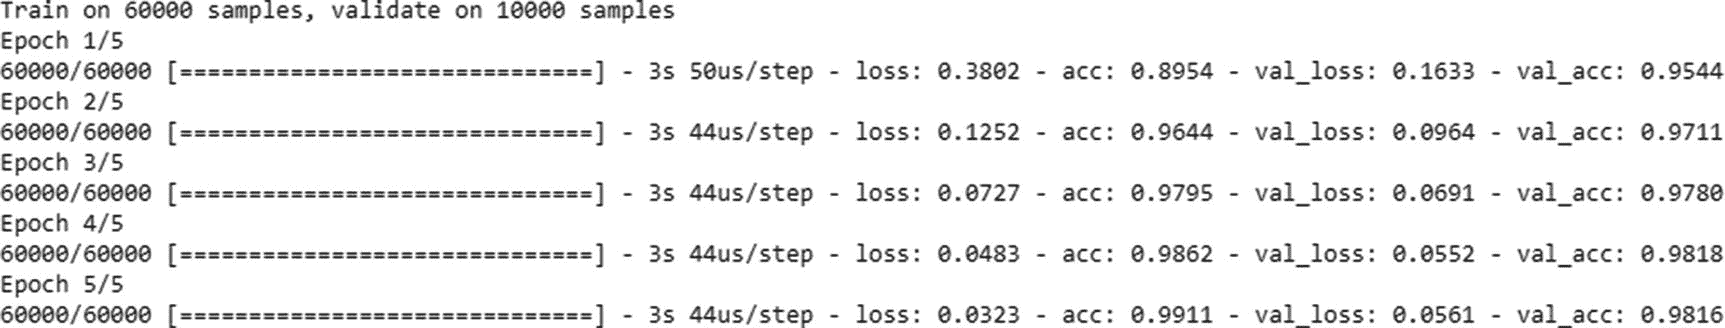 Train on 60000 samples, validate on 10000 samples
Epoch 1/5
60000/60000 [==============================] - 3s 50us/step - loss: 0.3802 - acc: 0.8954 - val_loss: 0.1633 - val_acc: 0.9544
Epoch 2/5
60000/60000 [==============================] - 3s 44us/step - loss: 0.1252 - acc: 0.9644 - val_loss: 0.0964 - val_acc: 0.9711
Epoch 3/5
60000/60000 [==============================] - 3s 44us/step - loss: 0.0727 - acc: 0.9795 - val_loss: 0.0691 - val_acc: 0.9780
Epoch 4/5
60000/60000 [==============================] - 3s 44us/step - loss: 0.0483 - acc: 0.9862 - val_loss: 0.0552 - val_acc: 0.9818
Epoch 5/5
60000/60000 [==============================] - 3s 44us/step - loss: 0.0323 - acc: 0.9911 - val_loss: 0.0561 - val_acc: 0.9816